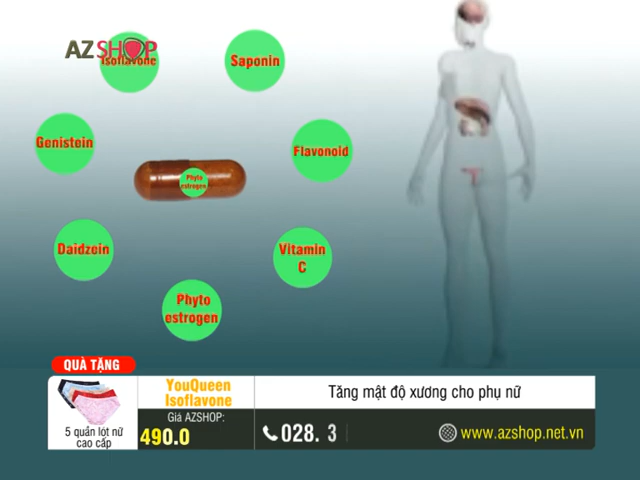 AZSHOP
Isoflavone
Saponin
Genistein
Flavonoid
Phyto
estrogen
Daidzein
Vitamin
C
Phyto
estrogen
QUÀ TẶNG
5 quần lót nữ
cao cấp
YouQueen
Isoflavone
Giá AZSHOP:
490.0
Tăng mật độ xương cho phụ nữ
028. 3
www.azshop.net.vn